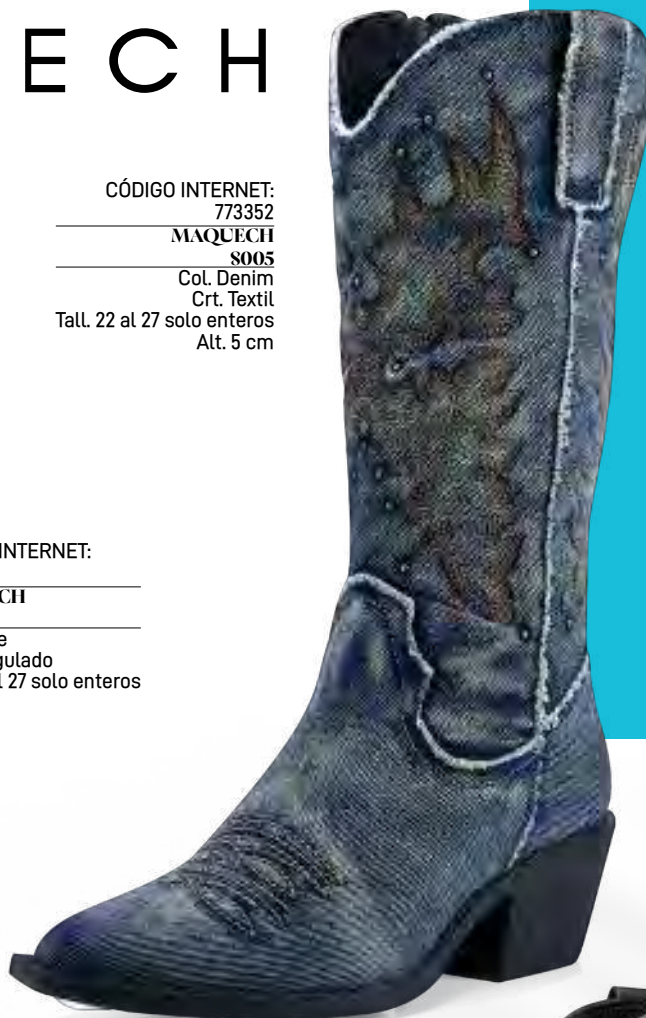 ECH
CÓDIGO INTERNET:
773352
MAQUECH
8005
Col. Denim
Crt. Textil
Tall. 22 al 27 solo enteros
Alt. 5 cm
INTERNET:
CH
e
gulado
l 27 solo enteros